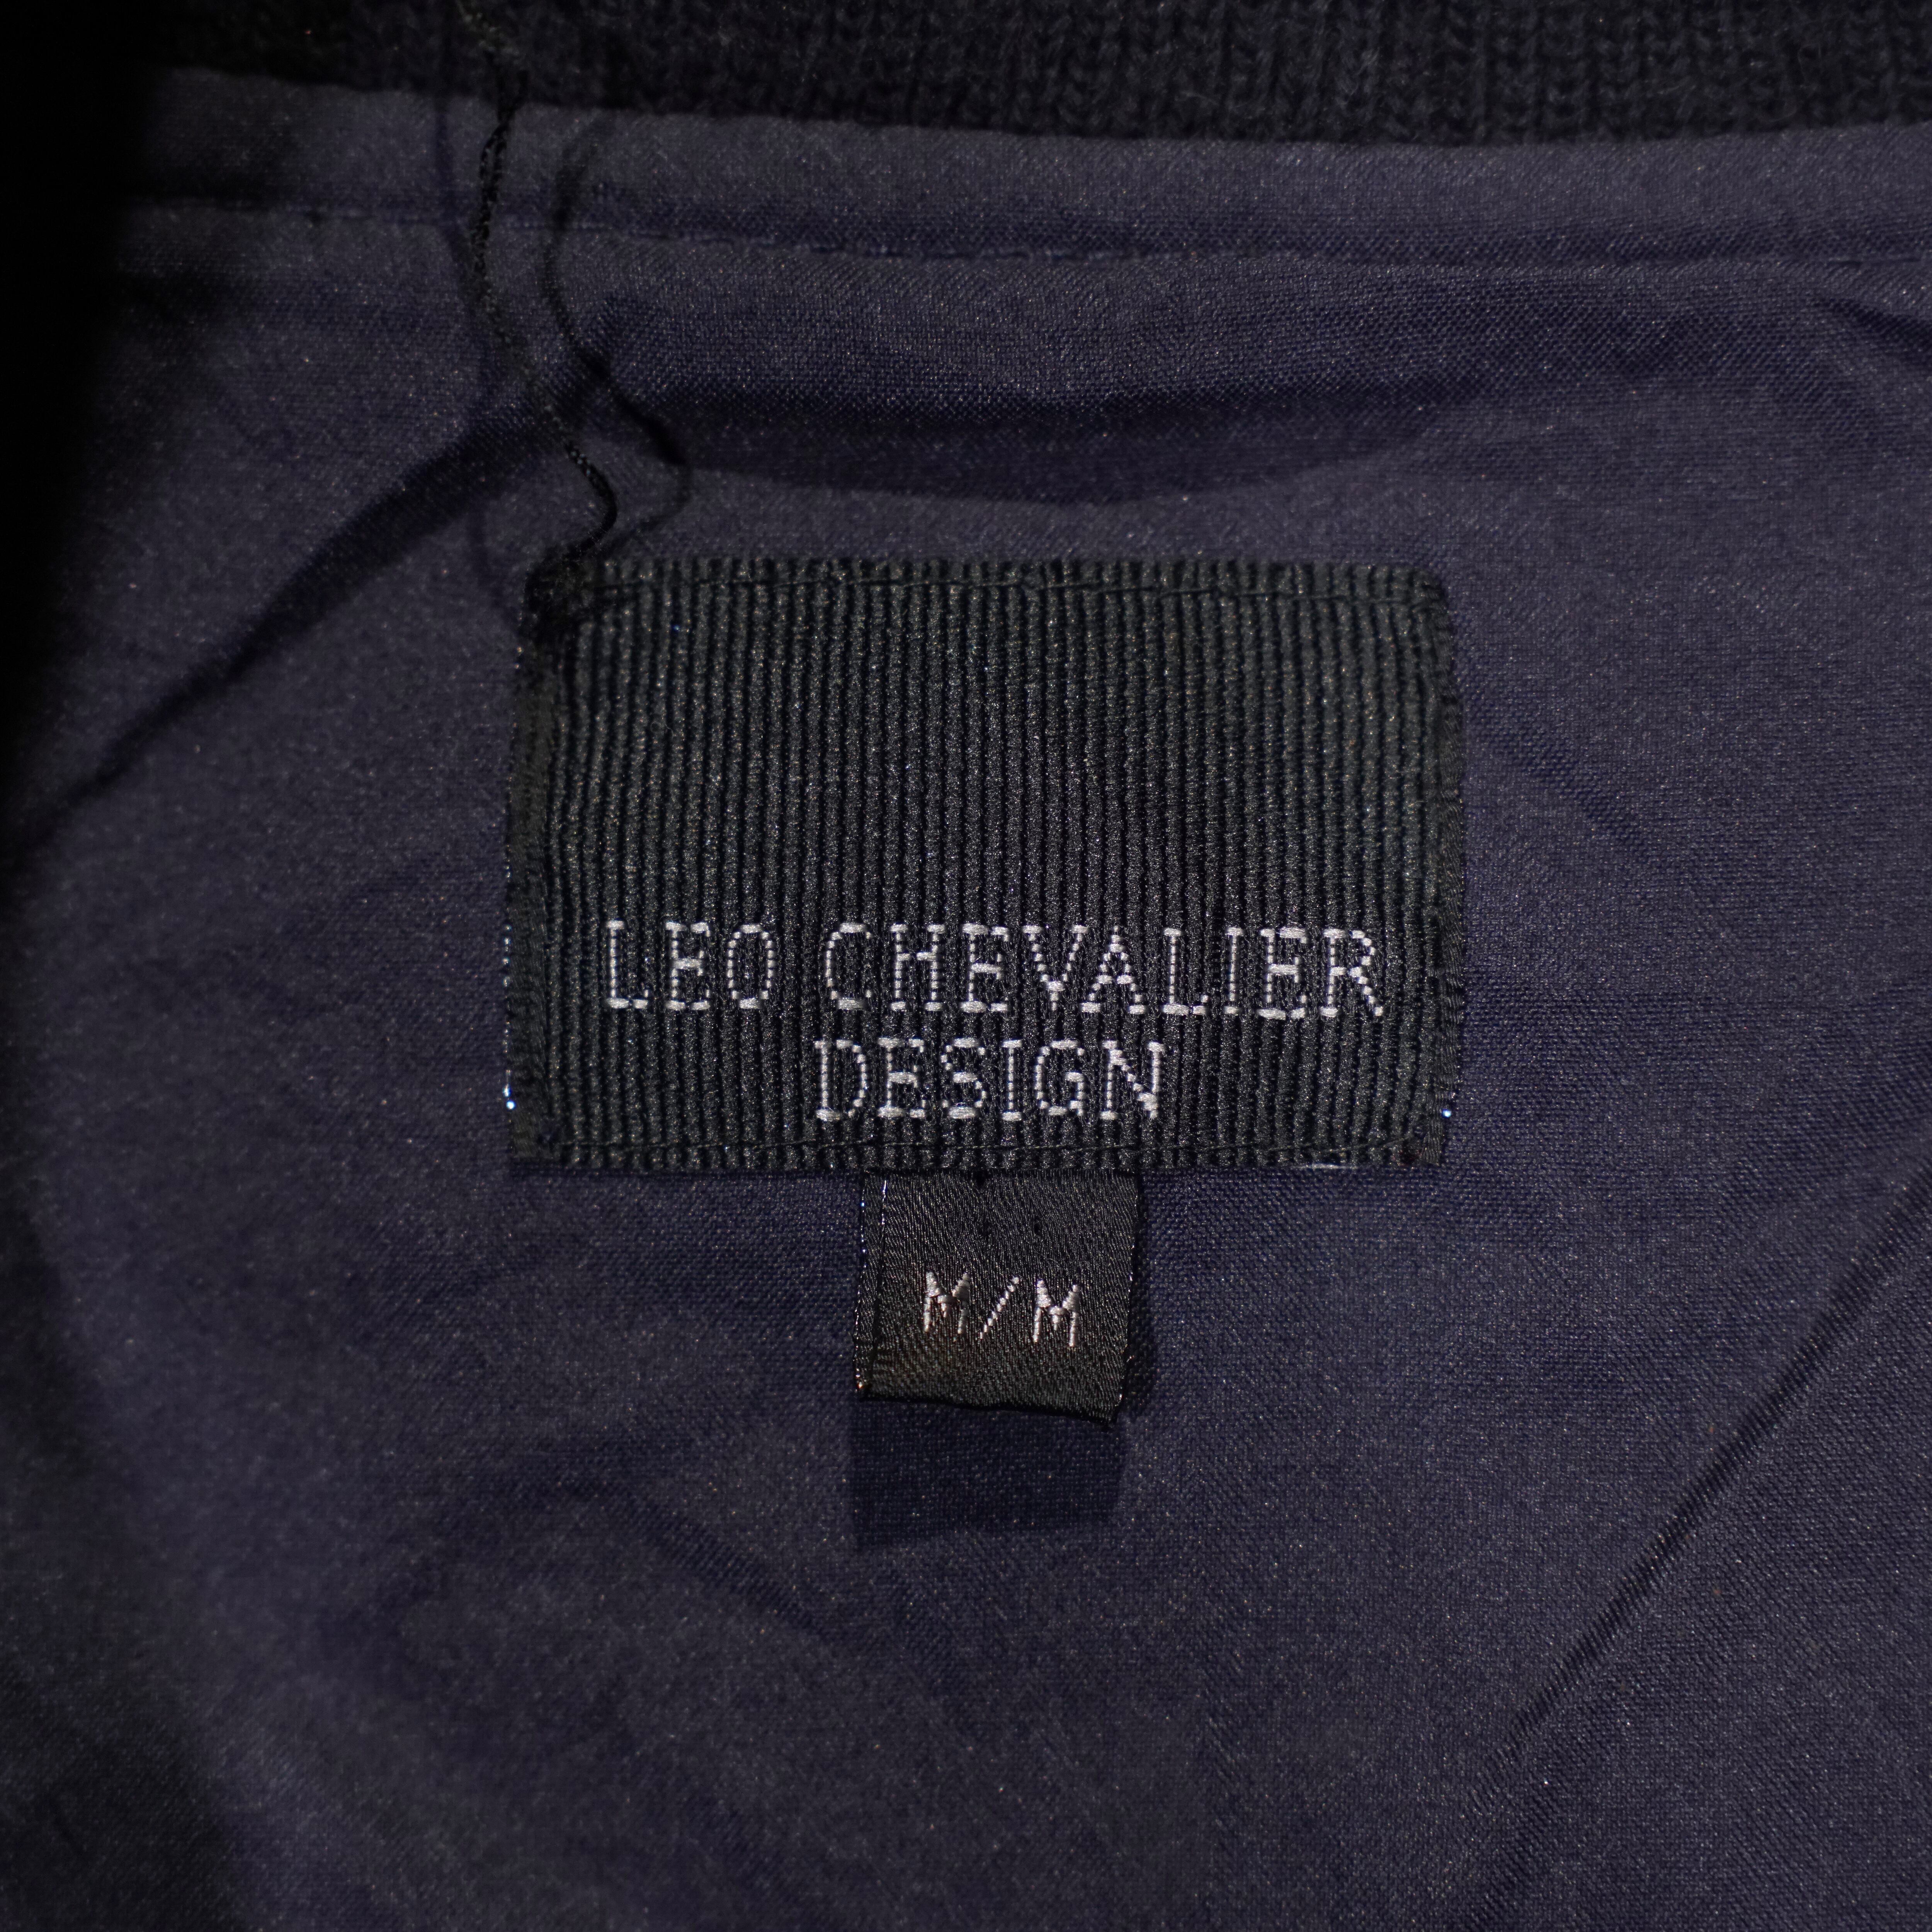 LEO CHEVALIER
DESIGN
M/M